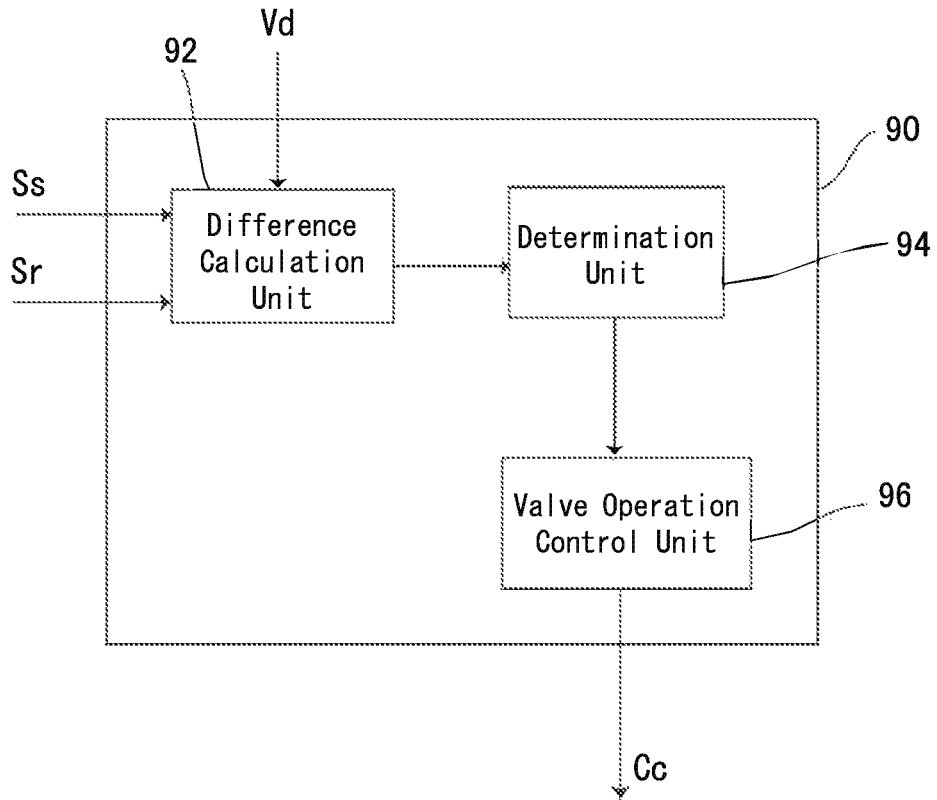 Vd
92
90
Ss
Difference
Calculation
Unit
Determination
Unit
Sr
94
Valve Operation
Control Unit
96
Cc